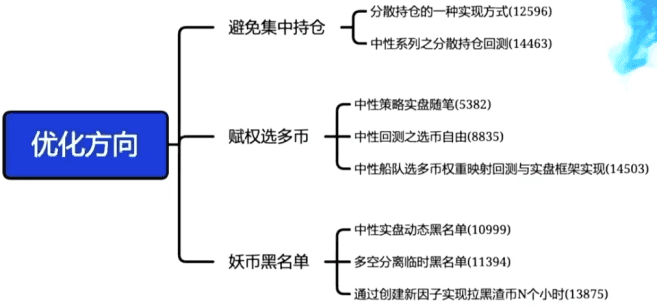 优化方向
避免集中持仓
分散持仓的一种实现方式(12596)
中性系列之分散持仓回测(14463)
赋权选多币
中性策略实盘随笔(5382)
中性回测之选币自由(8835)
中性船队选多币权重映射回测与实盘框架实现(14503)
妖币黑名单
中性实盘动态黑名单(10999)
多空分离临时黑名单(11394)
通过创建新因子实现拉黑渣币N个小时(13875)